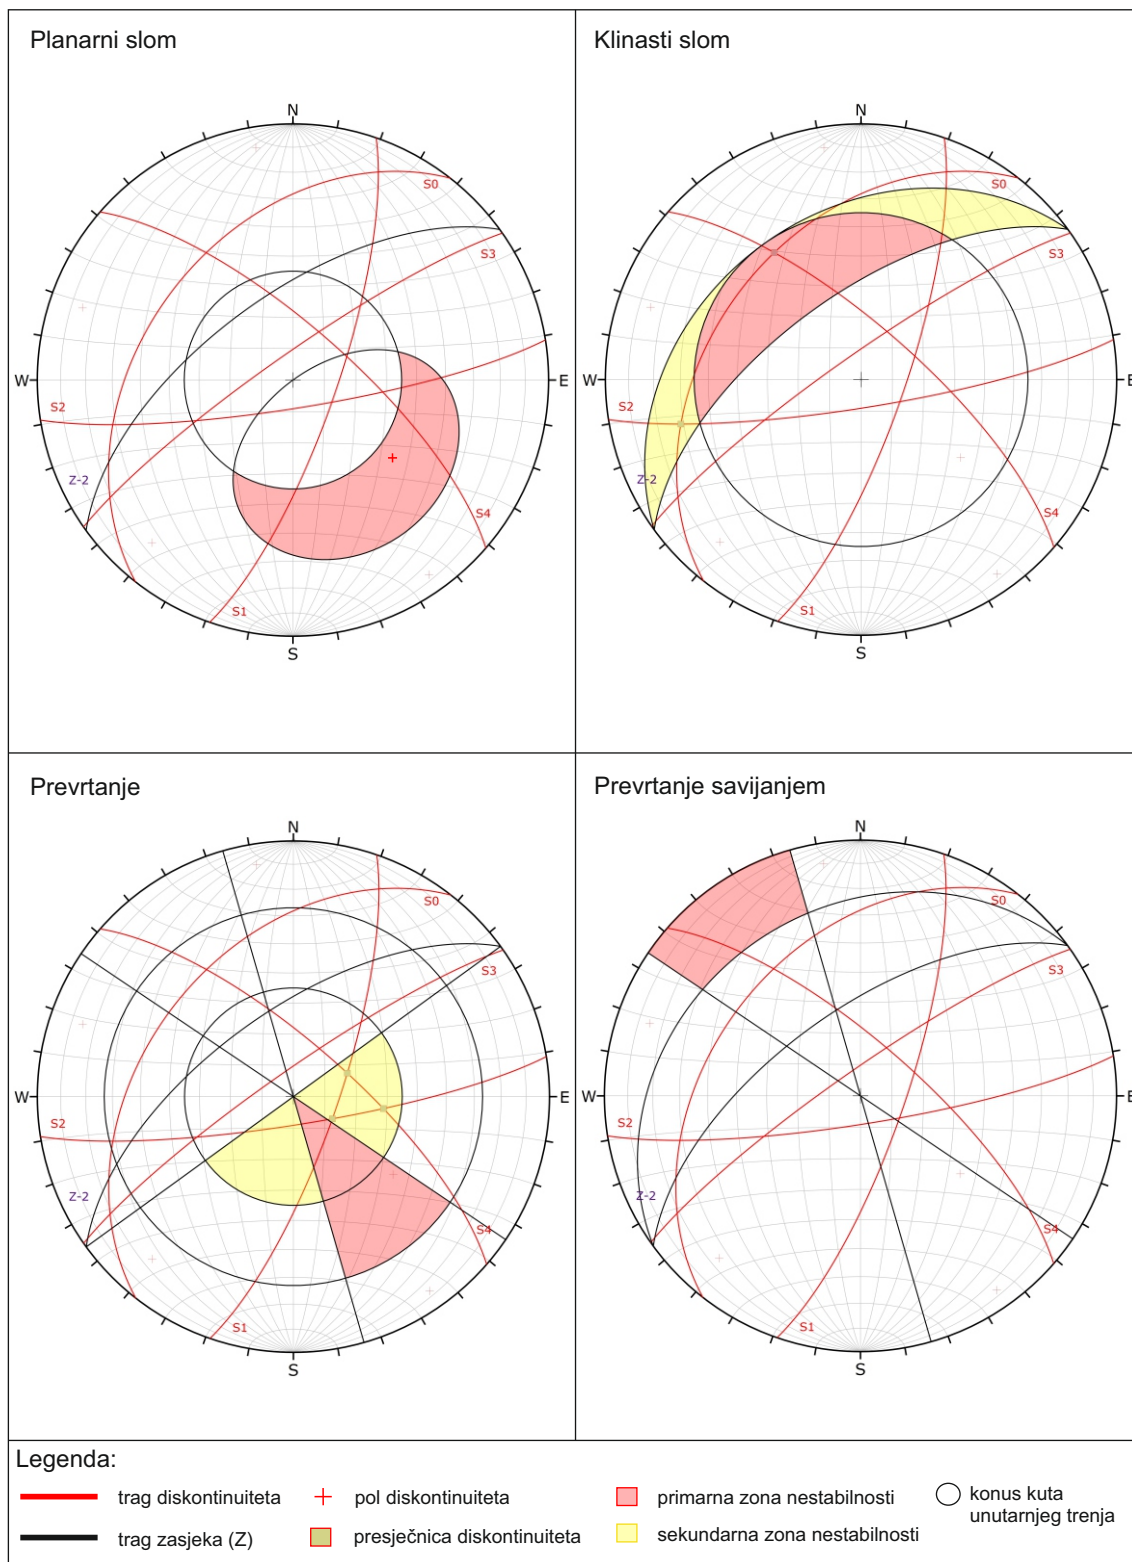 Planarni slom
N
S0
S3
W
E
S2
Z-2
S4
S1
S
Klinasti slom
N
S0
S3
W
E
S2
Z-2
S4
S1
S
Prevrtanje
N
S0
S3
W
E
S2
Z-2
S4
S1
S
Prevrtanje savijanjem
N
S0
S3
W
E
S2
Z-2
S4
S1
S
Legenda:
trag diskontinuiteta
pol diskontinuiteta
primarna zona nestabilnosti
konus kuta
unutarnjeg trenja
trag zasjeka (Z)
presječnica diskontinuiteta
sekundarna zona nestabilnosti